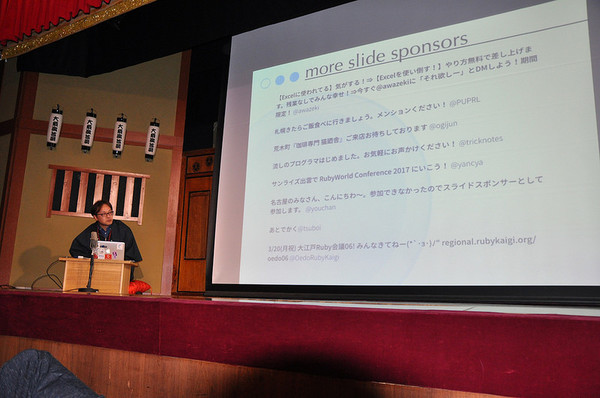 more slide sponsors
【Excelに使われてる】気がする！⇒【Excelを使い倒す！】やり方無料で差し上げま
す。残業なしでみんな幸せ！⇒今すぐ@awazekiに「それ欲しー」とDMしよう！期間
限定！ @awazeki
札幌きたらご飯食べに行きましょう。メンションください！ @PUPRL
荒木町「珈琲専門 猫廼舎」ご来店お待ちしております @ogijun
流しのプログラマはじめました。お気軽にお声かけください！ @tricknotes
サンライズ出雲で RubyWorld Conference 2017 にいこう！ @yancya
名古屋のみなさん、こんにちわ〜。参加できなかったのでスライドスポンサーとして
参加します。@youchan
あとでかく @tsuboi
3/20(月祝) 大江戸Ruby会議06! みんなきてねー(*´･з･)/" regional.rubykaigi.org/
oedo06 @OedoRubyKaigi